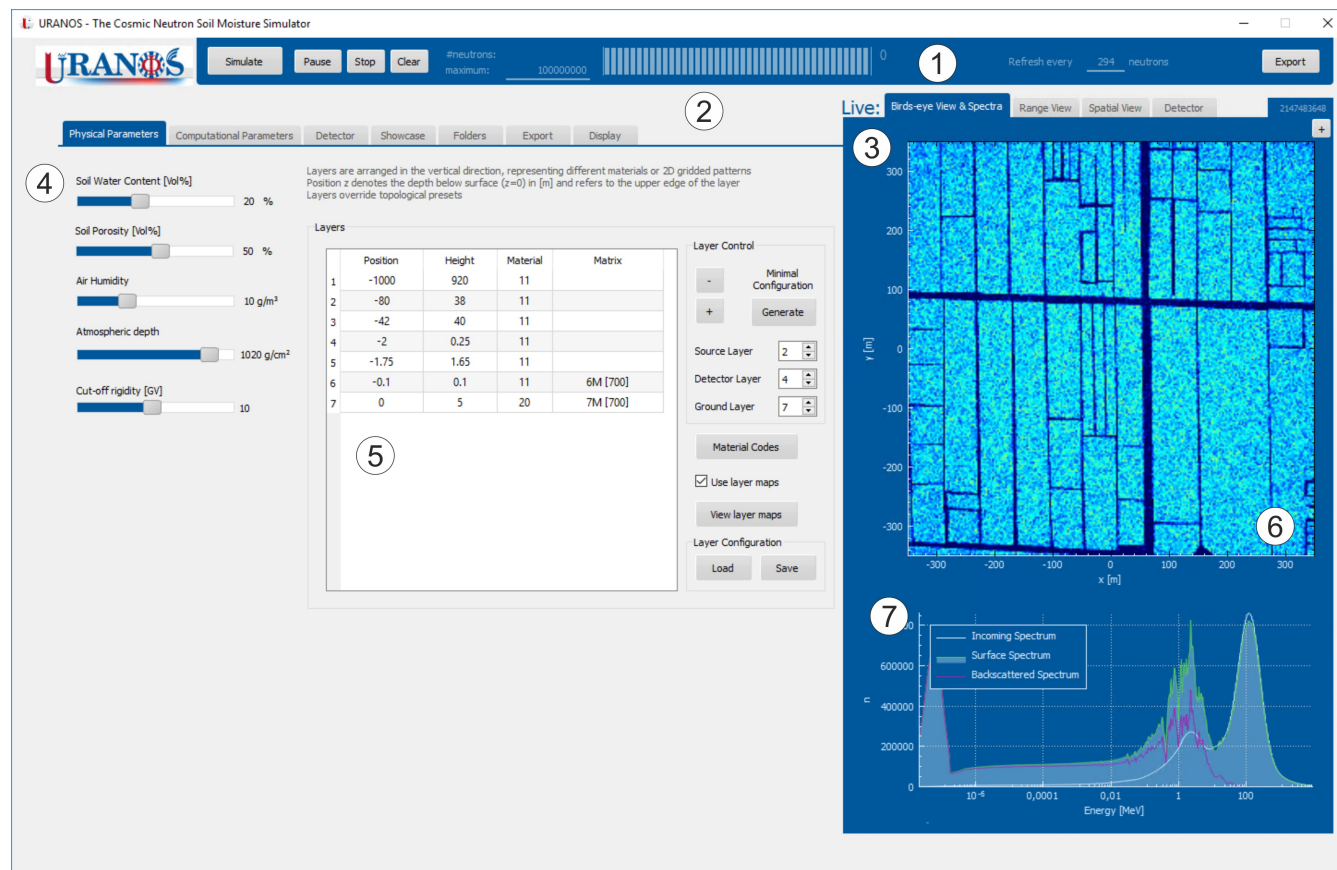 URANOS - The Cosmic Neutron Soil Moisture Simulator
URANOS
Simulate Pause Stop Clear
#neutrons:
maximum: 100000000
0
1
Refresh every 294 neutrons
Export
2
Live: Birds-eye View & Spectra Range View Spatial View Detector 2147483648
+
Physical Parameters Computational Parameters Detector Showcase Folders Export Display
3
4
Soil Water Content [Vol%]
20 %
Soil Porosity [Vol%]
50 %
Air Humidity
10 g/m³
Atmospheric depth
1020 g/cm²
Cut-off rigidity [GV]
10
Layers are arranged in the vertical direction, representing different materials or 2D gridded patterns
Position z denotes the depth below surface (z=0) in [m] and refers to the upper edge of the layer
Layers override topological presets
Layers
Position Height Material Matrix
1 -1000 920 11
2 -80 38 11
3 -42 40 11
4 -2 0.25 11
5 -1.75 1.65 11
6 -0.1 0.1 11 6M [700]
7 0 5 20 7M [700]
5
Layer Control
- Minimal
Configuration
+ Generate
Source Layer 2
Detector Layer 4
Ground Layer 7
Material Codes
Use layer maps
View layer maps
Layer Configuration
Load Save
300
200
100
0
-100
-200
-300
y [m]
6
-300 -200 -100 0 100 200 300
x [m]
7
Incoming Spectrum
Surface Spectrum
Backscattered Spectrum
600000
400000
200000
0
n
10⁻⁶ 0,0001 0,01 1 100
Energy [MeV]